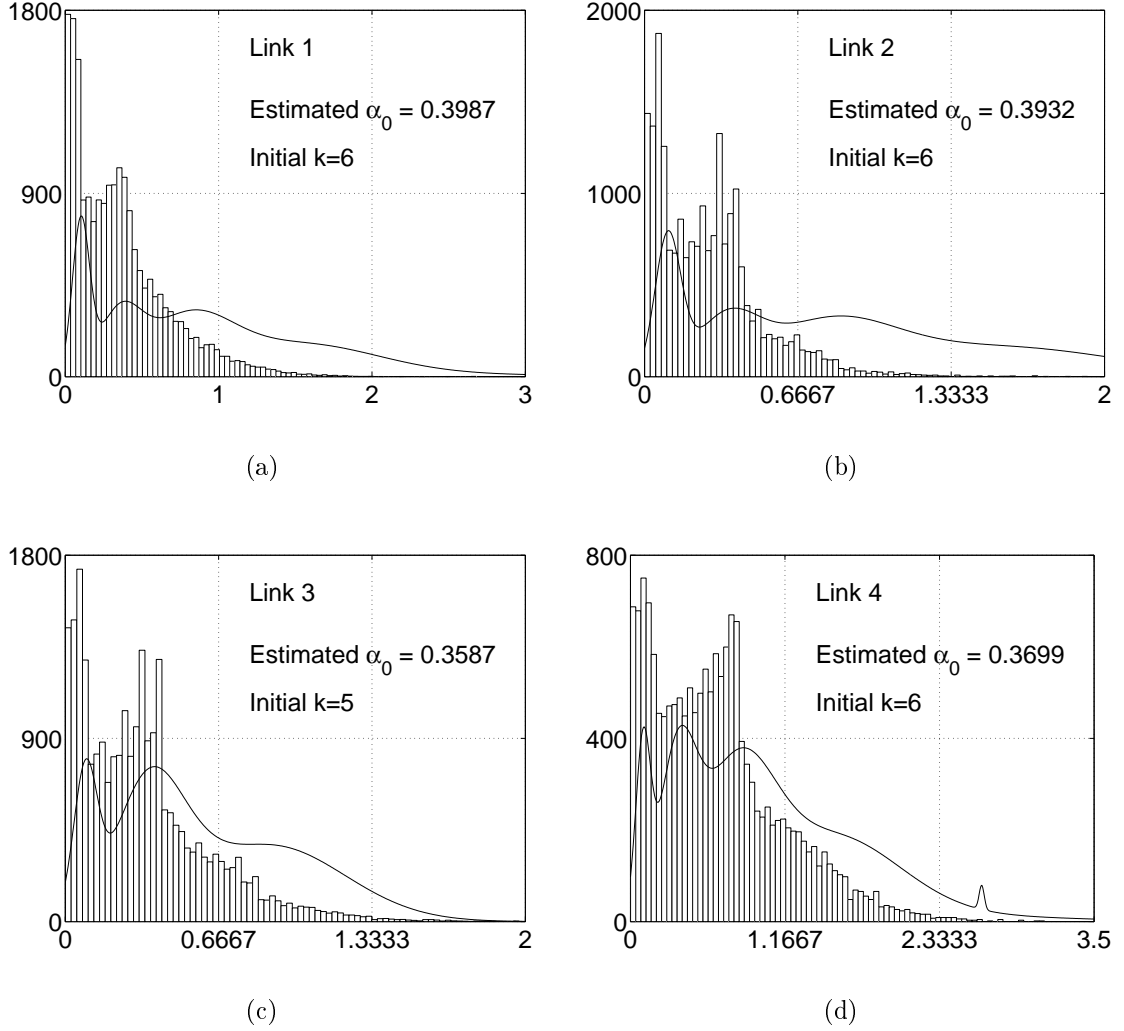 1800
900
0
Link 1
Estimated α0 = 0.3987
Initial k=6
0 1 2 3
(a)
2000
1000
0
Link 2
Estimated α0 = 0.3932
Initial k=6
0 0.6667 1.3333 2
(b)
1800
900
0
Link 3
Estimated α0 = 0.3587
Initial k=5
0 0.6667 1.3333 2
(c)
800
400
0
Link 4
Estimated α0 = 0.3699
Initial k=6
0 1.1667 2.3333 3.5
(d)